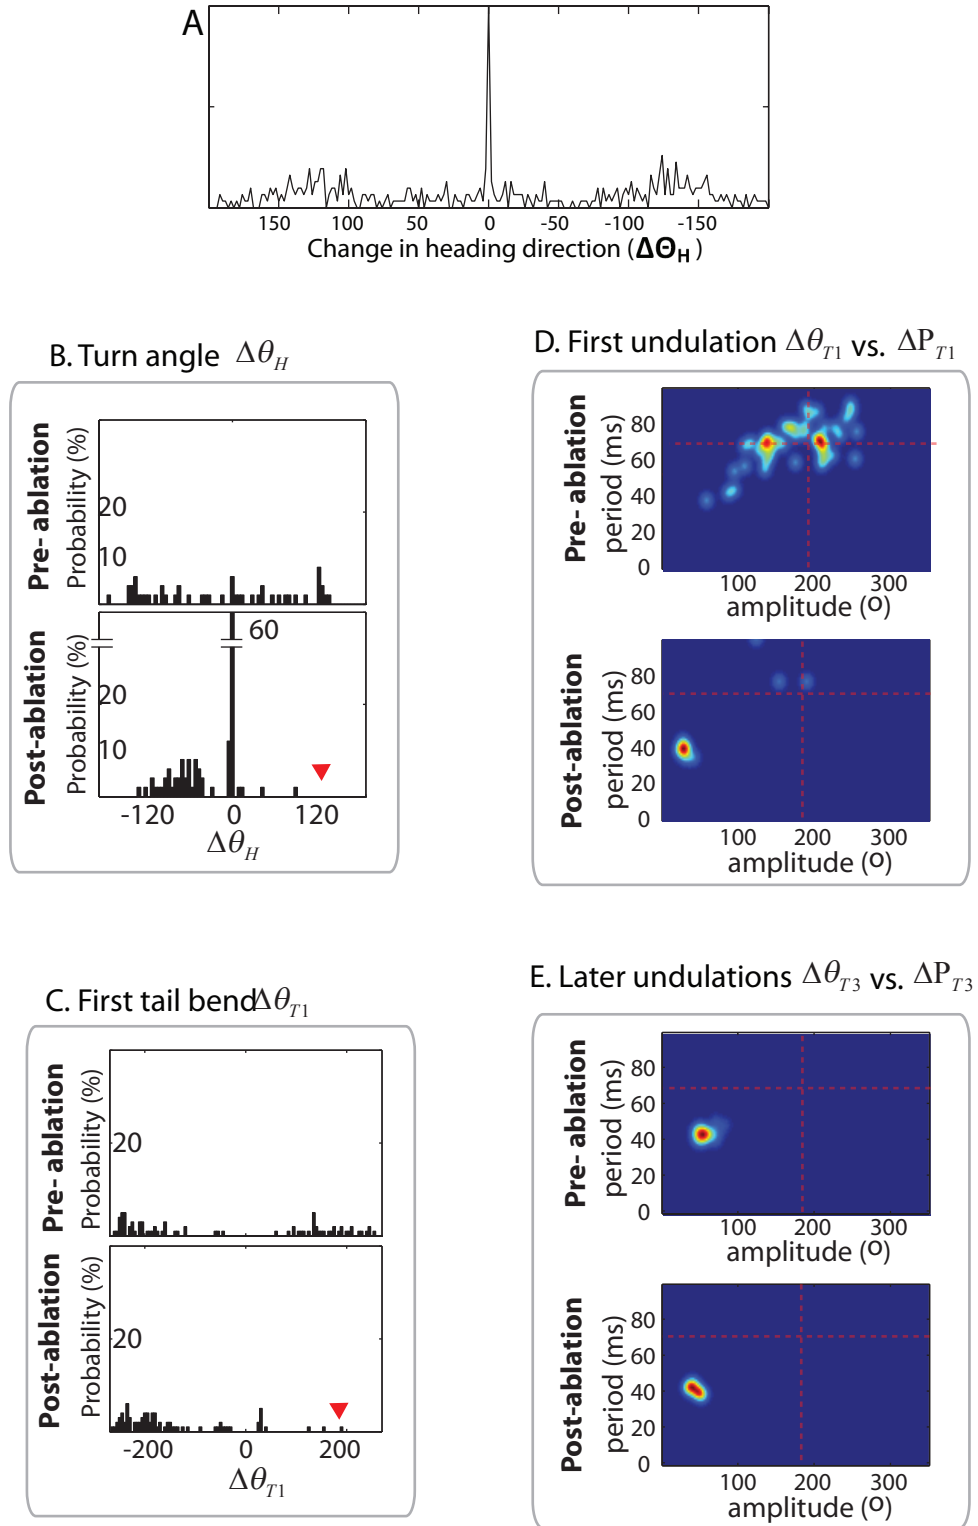 A
150 100 50 0 -50 -100 -150
Change in heading direction (ΔΘH)
B. Turn angle ΔθH
Pre- ablation
Probability (%)
20
10
Post-ablation
Probability (%)
60
20
10
-120 0 120
ΔθH
C. First tail bend ΔθT1
Pre- ablation
Probability (%)
20
Post-ablation
Probability (%)
20
-200 0 200
ΔθT1
D. First undulation ΔθT1 vs. ΔPT1
Pre- ablation
period (ms)
80
60
40
20
0
100 200 300
amplitude (O)
Post-ablation
period (ms)
80
60
40
20
0
100 200 300
amplitude (O)
E. Later undulations ΔθT3 vs. ΔPT3
Pre- ablation
period (ms)
80
60
40
20
0
100 200 300
amplitude (O)
Post-ablation
period (ms)
80
60
40
20
0
100 200 300
amplitude (O)